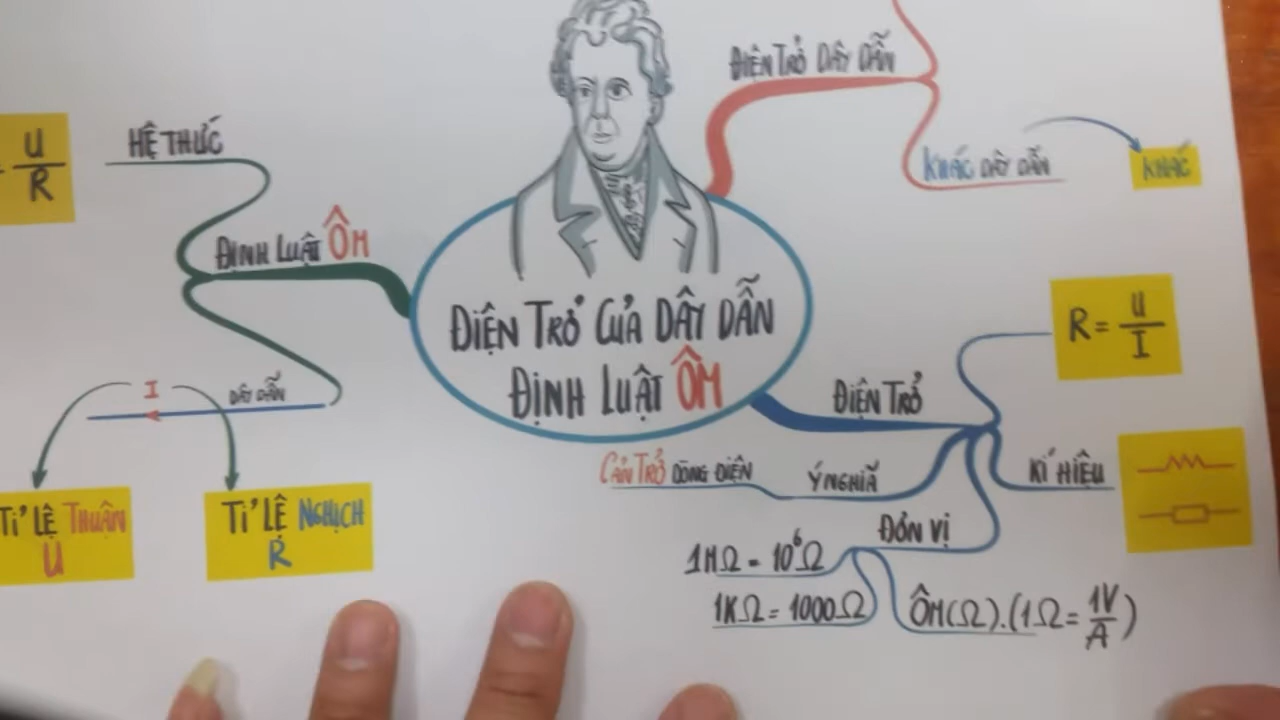 ĐIỆN TRỞ CỦA DÂY DẪN
ĐỊNH LUẬT ÔM
ĐIỆN TRỞ DÂY DẪN
KHÁC DÂY DẪN
KHÁC
ĐIỆN TRỞ
R = U/I
KÍ HIỆU
Ý NGHĨA
CẢN TRỞ DÒNG ĐIỆN
ĐƠN VỊ
1MΩ = 10⁶Ω
1KΩ = 1000Ω
ÔM(Ω).(1Ω = 1V/A)
ĐỊNH LUẬT ÔM
HỆ THỨC
U/R
I
DÂY DẪN
TỈ LỆ THUẬN
U
TỈ LỆ NGHỊCH
R